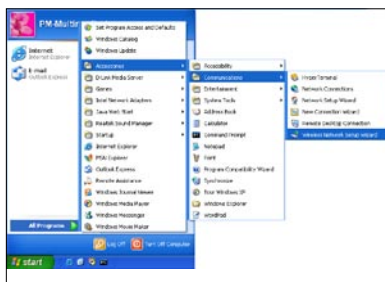 PM-Multim
Internet
Internet Explorer
E-mail
Outlook Express
All Programs
Set Program Access and Defaults
Windows Catalog
Windows Update
Accessories
D-Link Media Server
Games
Intel Network Adapters
Java Web Start
Realtek Sound Manager
Startup
Internet Explorer
MSN Explorer
Outlook Express
Remote Assistance
Windows Journal Viewer
Windows Media Player
Windows Messenger
Windows Movie Maker
Accessibility
Communications
Entertainment
System Tools
Address Book
Calculator
Command Prompt
Notepad
Paint
Program Compatibility Wizard
Synchronize
Tour Windows XP
Windows Explorer
WordPad
HyperTerminal
Network Connections
Network Setup Wizard
New Connection Wizard
Remote Desktop Connection
Wireless Network Setup Wizard
Log Off
Turn Off Computer
start